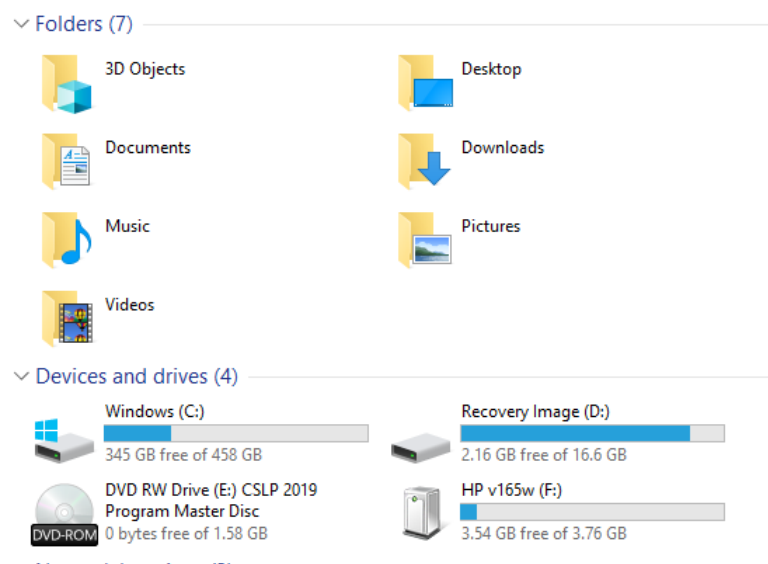 Folders (7)
3D Objects
Desktop
Documents
Downloads
Music
Pictures
Videos
Devices and drives (4)
Windows (C:)
345 GB free of 458 GB
Recovery Image (D:)
2.16 GB free of 16.6 GB
DVD RW Drive (E:) CSLP 2019
Program Master Disc
0 bytes free of 1.58 GB
DVD-ROM
HP v165w (F:)
3.54 GB free of 3.76 GB